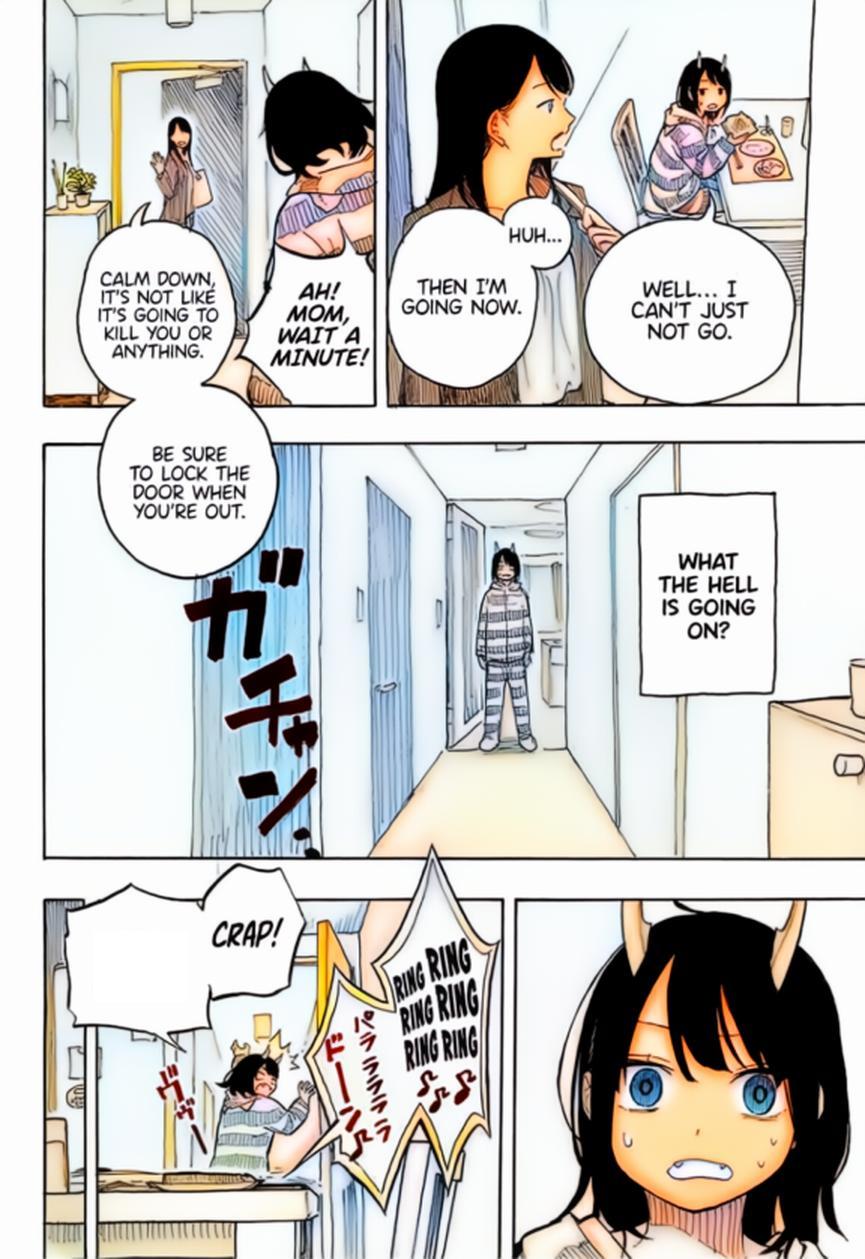 CALM DOWN,
IT'S NOT LIKE
IT'S GOING TO
KILL YOU OR
ANYTHING.
AH!
MOM,
WAIT A
MINUTE!
HUH...
THEN I'M
GOING NOW.
WELL... I
CAN'T JUST
NOT GO.
BE SURE
TO LOCK THE
DOOR WHEN
YOU'RE OUT.
ガチャン
WHAT
THE HELL
IS GOING
ON?
CRAP!
RING RING
RING RING
RING RING
パララララララ
ドーン
ヴヴー